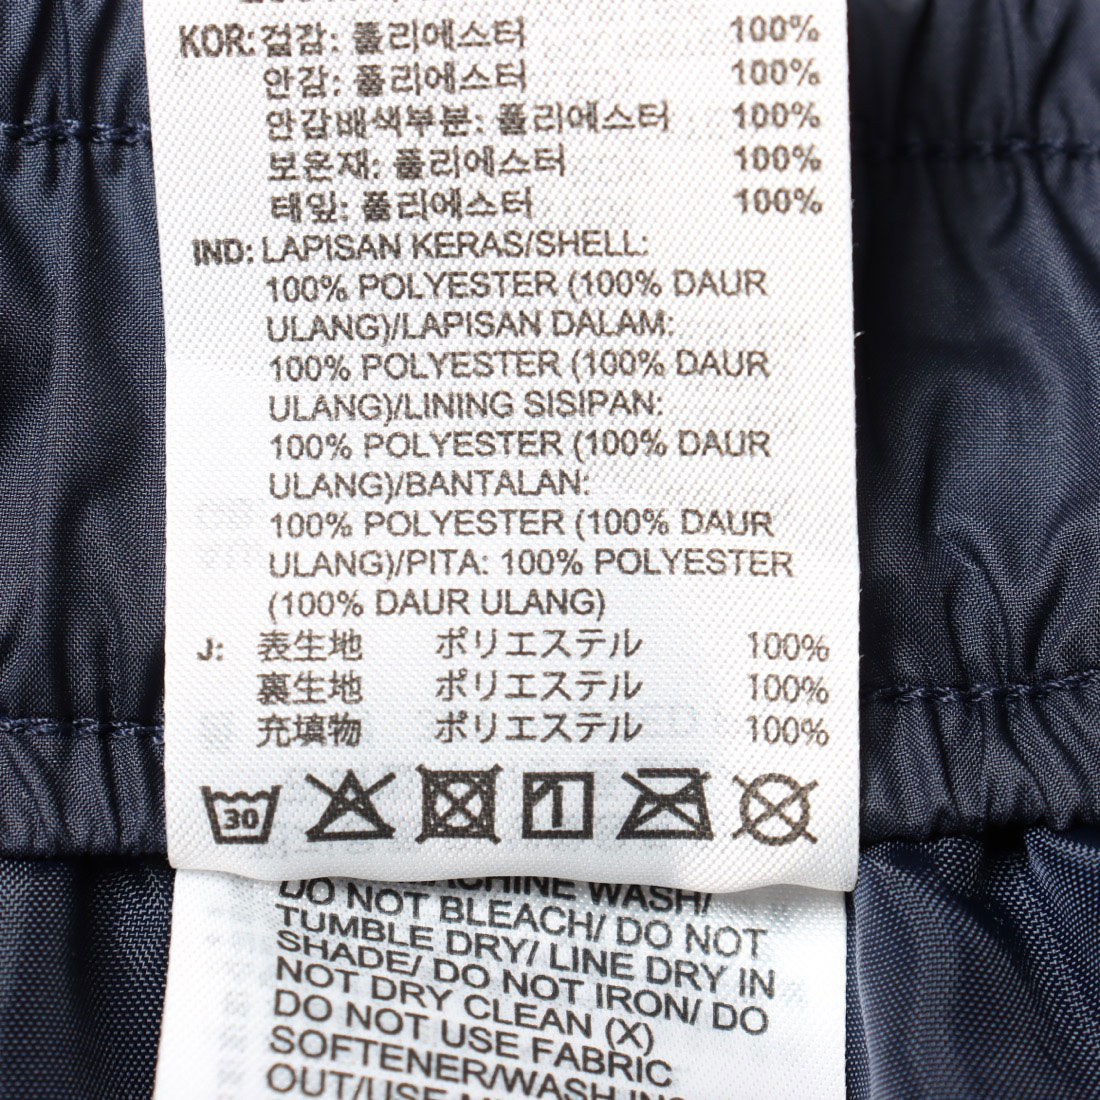 KOR: 겉감: 폴리에스터 100%
안감: 폴리에스터 100%
안감배색부분: 폴리에스터 100%
보온재: 폴리에스터 100%
테잎: 폴리에스터 100%
IND: LAPISAN KERAS/SHELL:
100% POLYESTER (100% DAUR
ULANG)/LAPISAN DALAM:
100% POLYESTER (100% DAUR
ULANG)/LINING SISIPAN:
100% POLYESTER (100% DAUR
ULANG)/BANTALAN:
100% POLYESTER (100% DAUR
ULANG)/PITA: 100% POLYESTER
(100% DAUR ULANG)
J: 表生地 ポリエステル 100%
裏生地 ポリエステル 100%
充填物 ポリエステル 100%
30
WASH/
DO NOT BLEACH/ DO NOT
TUMBLE DRY/ LINE DRY IN
SHADE/ DO NOT IRON/ DO
NOT DRY CLEAN (X)
DO NOT USE FABRIC
SOFTENER/WASH IN